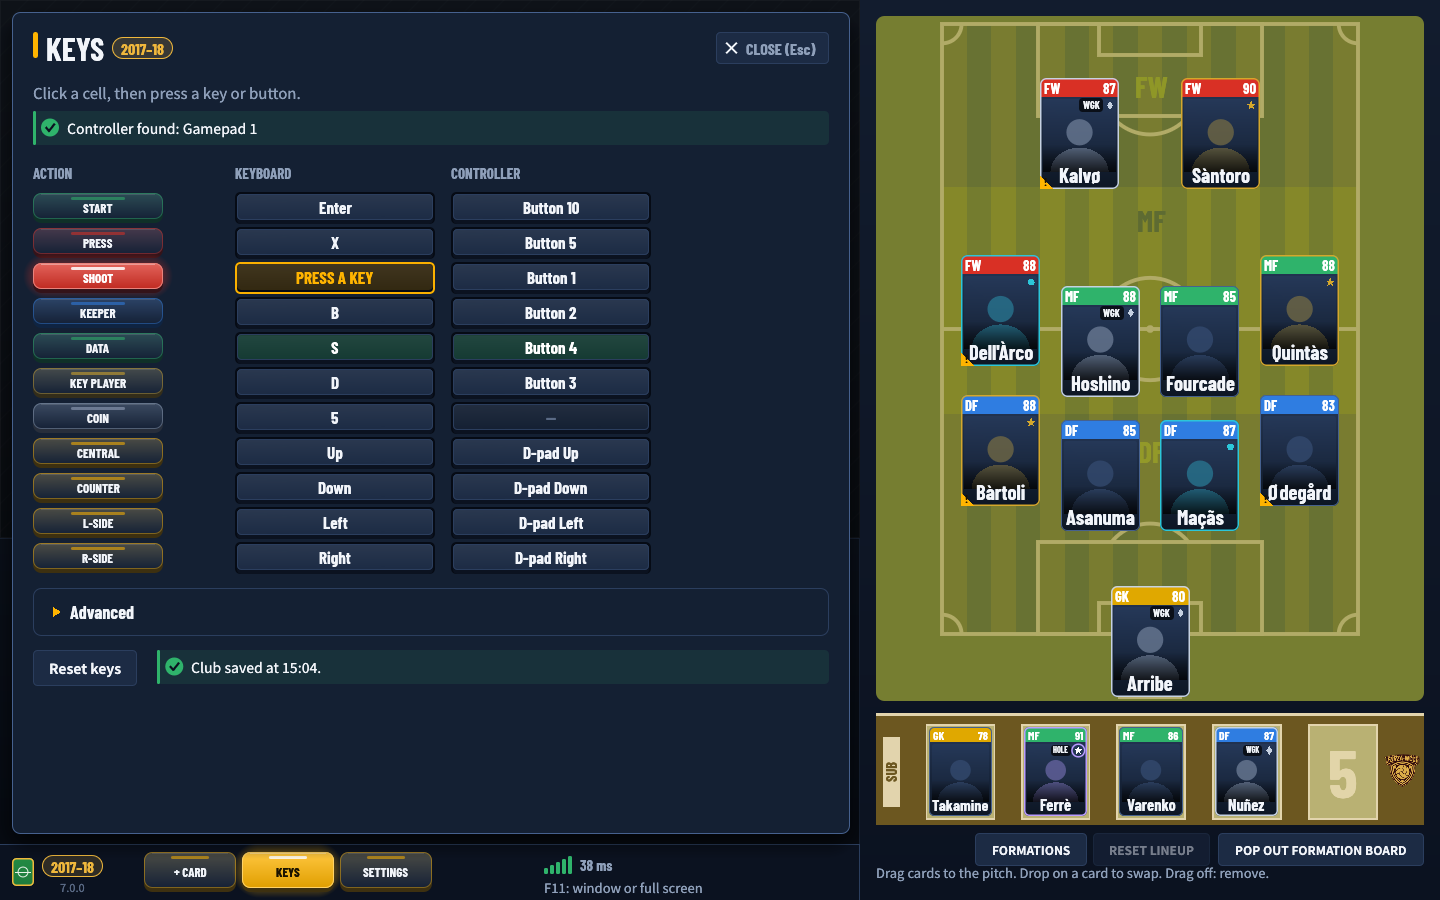 KEYS 2017-18
CLOSE (Esc)
Click a cell, then press a key or button.
Controller found: Gamepad 1
ACTION KEYBOARD CONTROLLER
START Enter Button 10
PRESS X Button 5
SHOOT PRESS A KEY Button 1
KEEPER B Button 2
DATA S Button 4
KEY PLAYER D Button 3
COIN 5 —
CENTRAL Up D-pad Up
COUNTER Down D-pad Down
L-SIDE Left D-pad Left
R-SIDE Right D-pad Right
Advanced
Reset keys
Club saved at 15:04.
2017-18
7.0.0
+ CARD
KEYS
SETTINGS
38 ms
F11: window or full screen
FW
MF
DF
FW 87
WGK
Kalvø
FW 90
Sàntoro
FW 88
Dell'Àrco
MF 88
WGK
Hoshino
MF 85
Fourcade
MF 88
Quintàs
DF 88
Bàrtoli
DF 85
Asanuma
DF 87
Maçãs
DF 83
Ødegård
GK 80
WGK
Arribe
SUB
GK 78
Takamine
MF 91
HOLE
Ferrè
MF 86
Varenko
DF 87
WGK
Nuñez
5
FORMATIONS
RESET LINEUP
POP OUT FORMATION BOARD
Drag cards to the pitch. Drop on a card to swap. Drag off: remove.